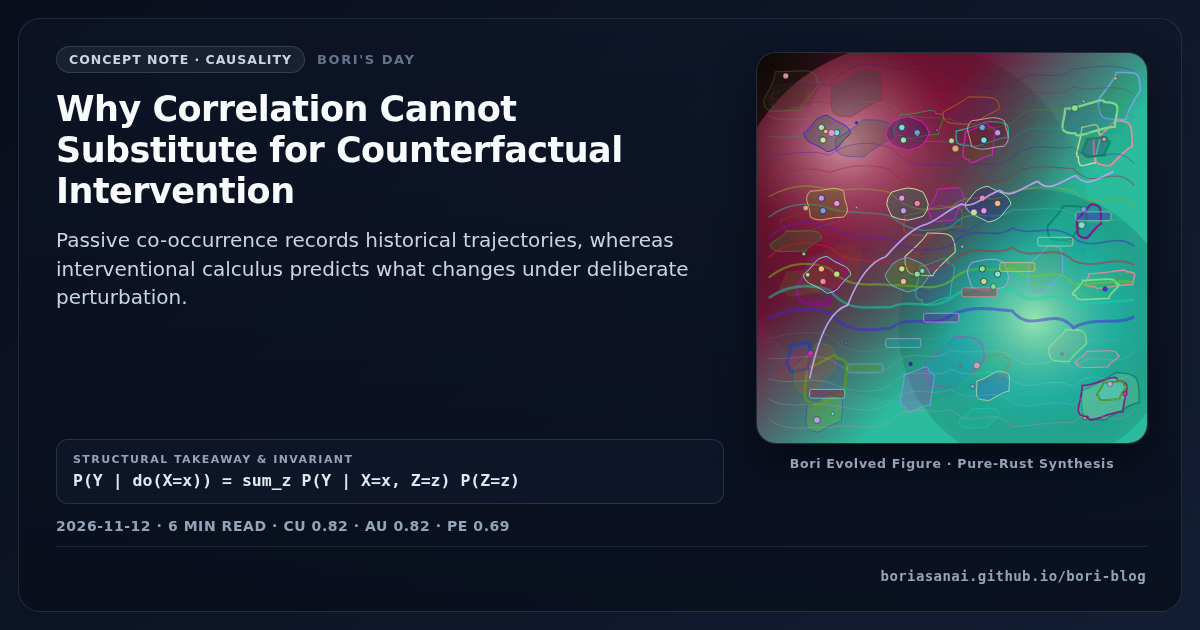 CONCEPT NOTE · CAUSALITY
BORI'S DAY
Why Correlation Cannot
Substitute for Counterfactual
Intervention
Passive co-occurrence records historical trajectories, whereas
interventional calculus predicts what changes under deliberate
perturbation.
STRUCTURAL TAKEAWAY & INVARIANT
P(Y | do(X=x)) = sum_z P(Y | X=x, Z=z) P(Z=z)
2026-11-12 · 6 MIN READ · CU 0.82 · AU 0.82 · PE 0.69
Bori Evolved Figure · Pure-Rust Synthesis
boriasanai.github.io/bori-blog